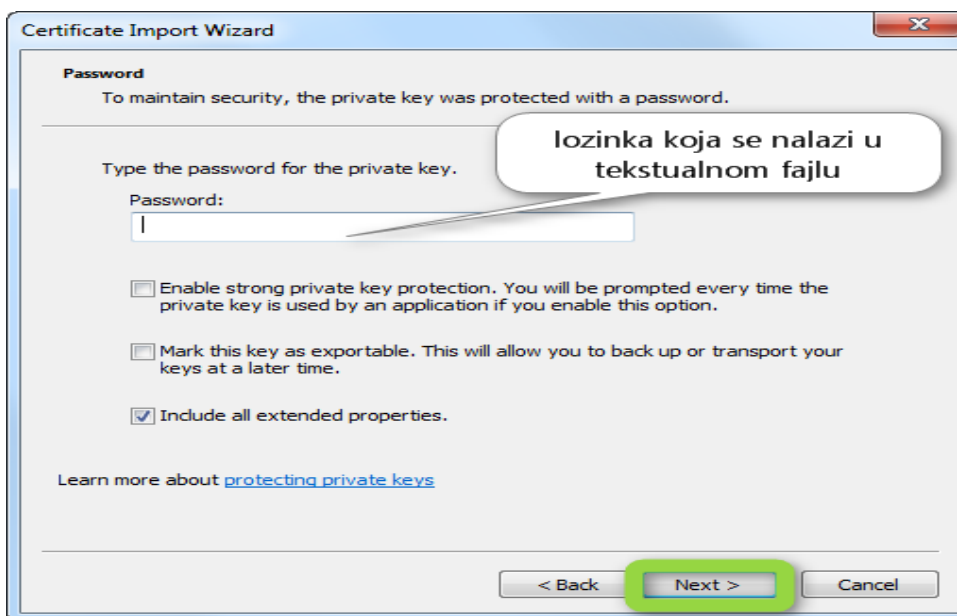 Certificate Import Wizard
Password
To maintain security, the private key was protected with a password.
lozinka koja se nalazi u
tekstualnom fajlu
Type the password for the private key.
Password:
Enable strong private key protection. You will be prompted every time the
private key is used by an application if you enable this option.
Mark this key as exportable. This will allow you to back up or transport your
keys at a later time.
Include all extended properties.
Learn more about protecting private keys
< Back Next > Cancel